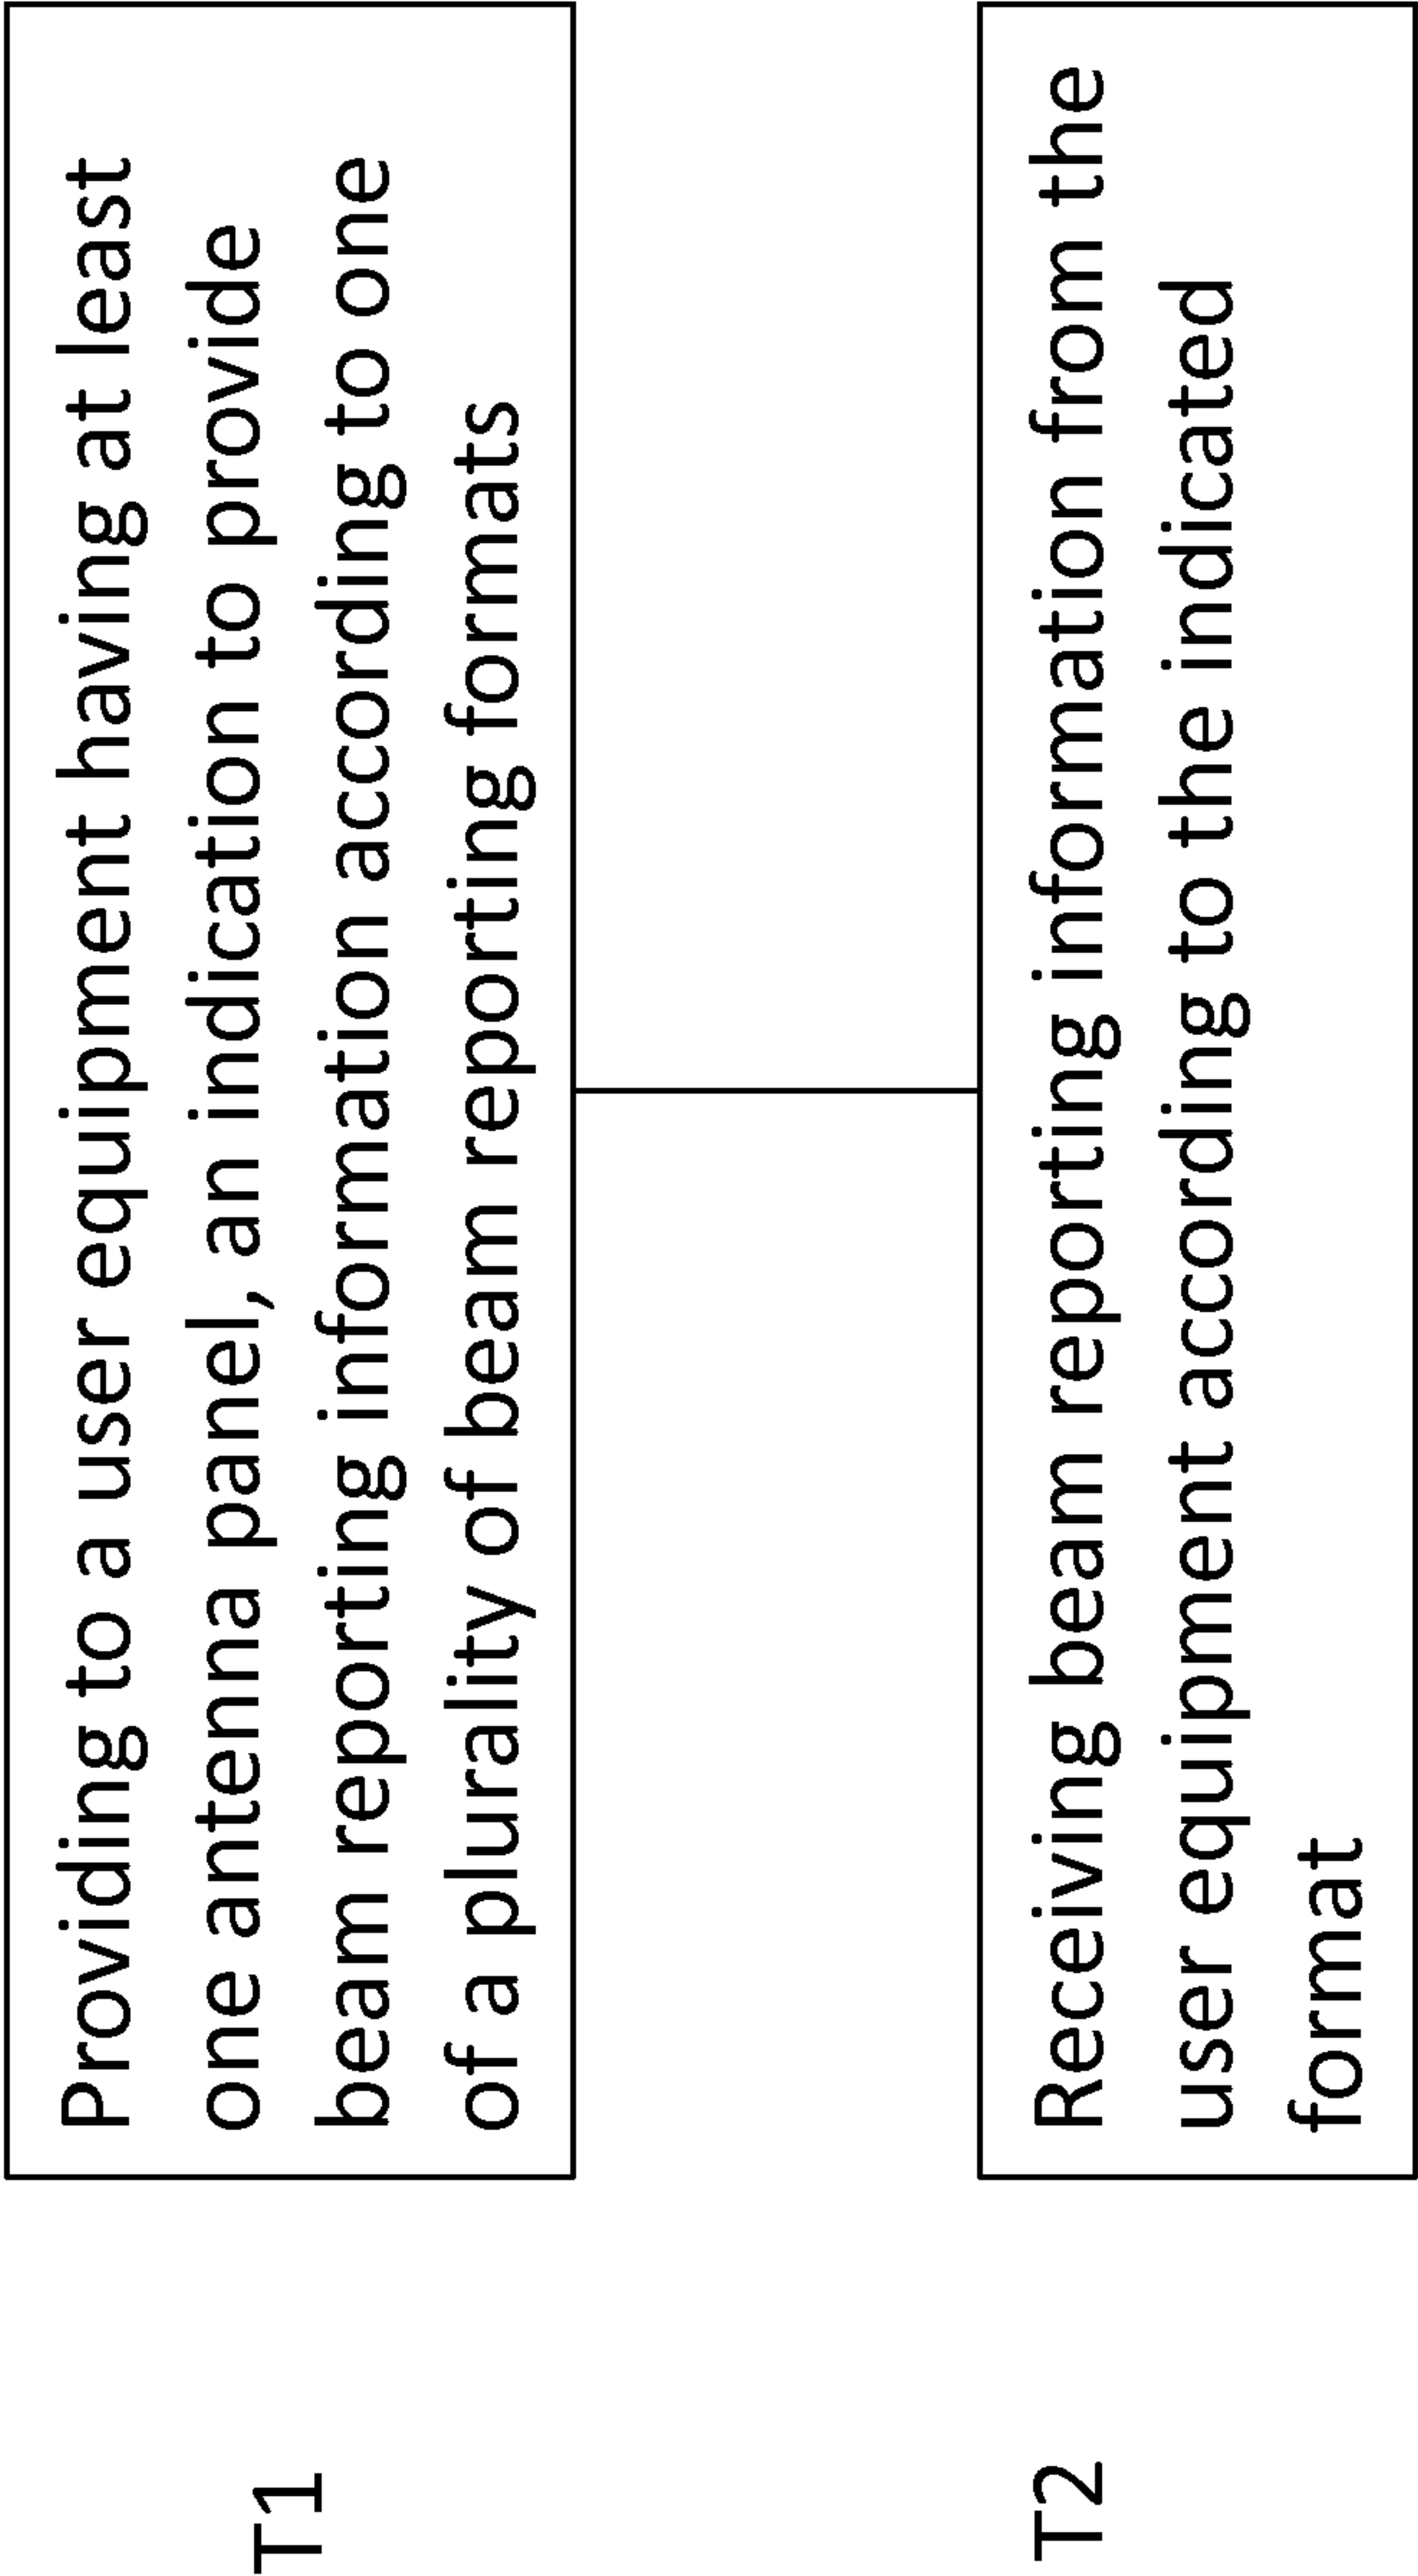 T1
Providing to a user equipment having at least
one antenna panel, an indication to provide
beam reporting information according to one
of a plurality of beam reporting formats
T2
Receiving beam reporting information from the
user equipment according to the indicated
format